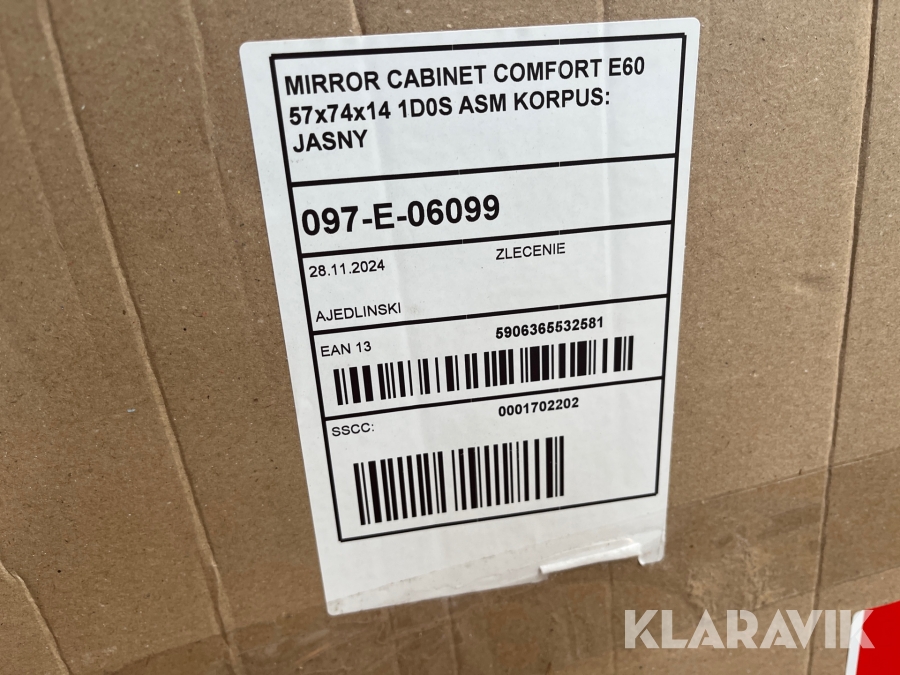 MIRROR CABINET COMFORT E60
57x74x14 1D0S ASM KORPUS:
JASNY
097-E-06099
28.11.2024
ZLECENIE
AJEDLINSKI
EAN 13
5906365532581
SSCC:
0001702202
KLARAVIK